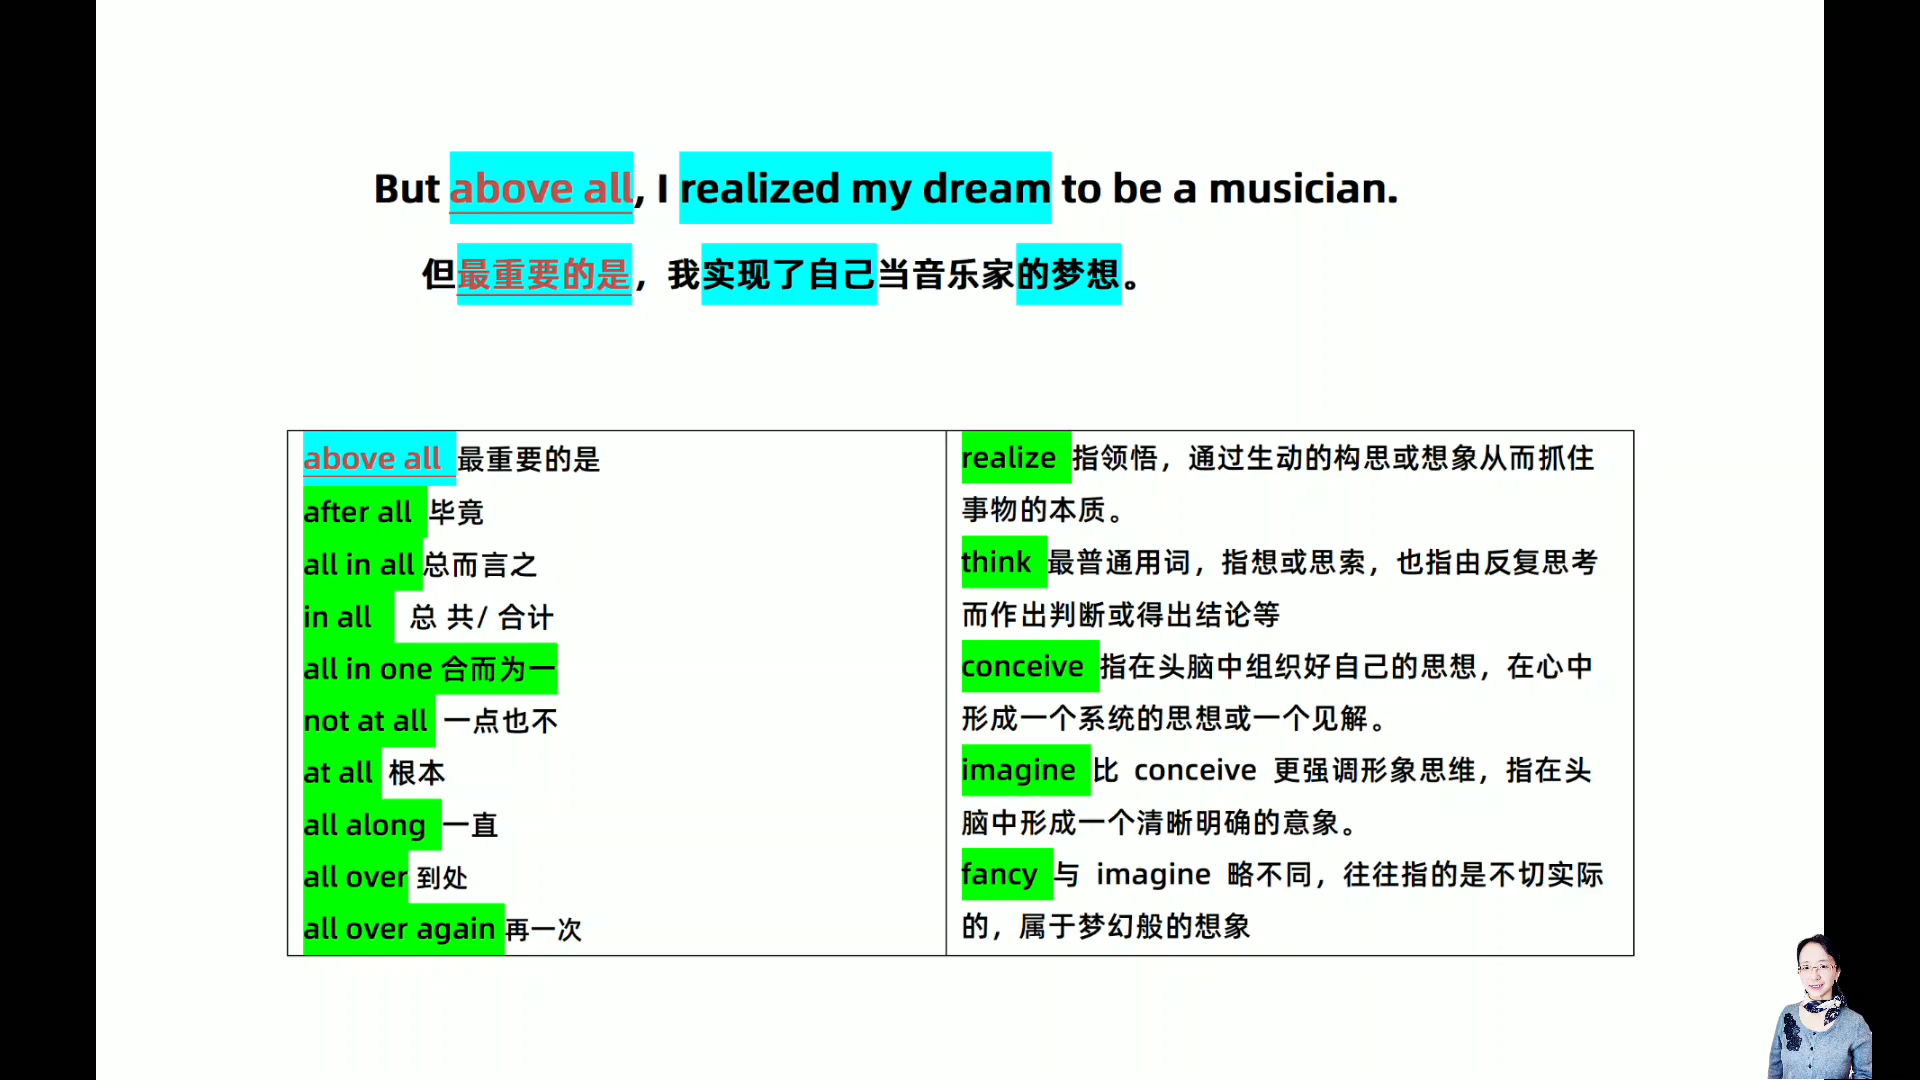 But above all, I realized my dream to be a musician.
但最重要的是，我实现了自己当音乐家的梦想。
above all 最重要的是
after all 毕竟
all in all 总而言之
in all 总 共/ 合计
all in one 合而为一
not at all 一点也不
at all 根本
all along 一直
all over 到处
all over again 再一次
realize 指领悟，通过生动的构思或想象从而抓住
事物的本质。
think 最普通用词，指想或思索，也指由反复思考
而作出判断或得出结论等
conceive 指在头脑中组织好自己的思想，在心中
形成一个系统的思想或一个见解。
imagine 比 conceive 更强调形象思维，指在头
脑中形成一个清晰明确的意象。
fancy 与 imagine 略不同，往往指的是不切实际
的，属于梦幻般的想象